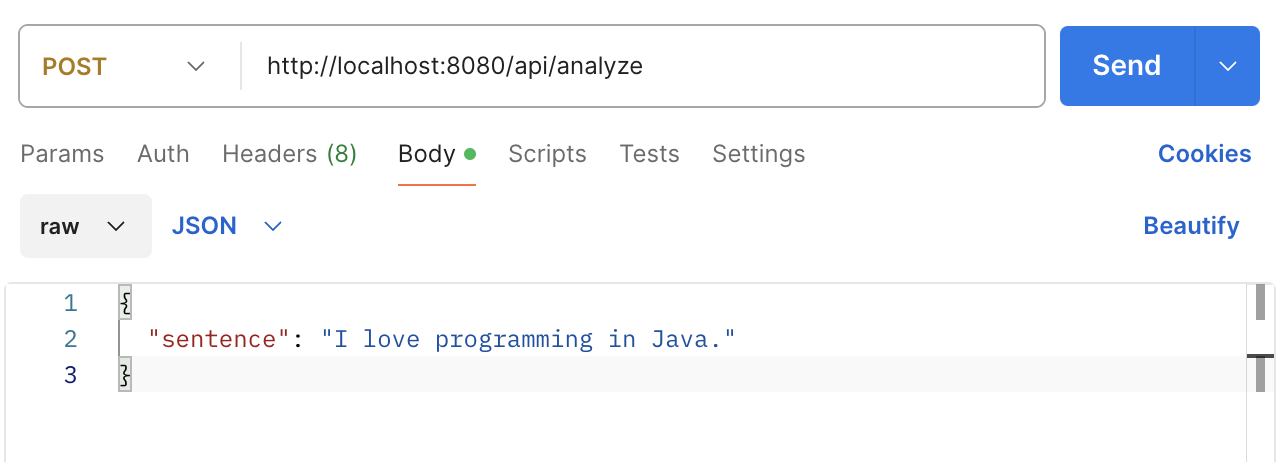 POST http://localhost:8080/api/analyze Send
Params Auth Headers (8) Body Scripts Tests Settings Cookies
raw JSON Beautify
1 {
2 "sentence": "I love programming in Java."
3 }